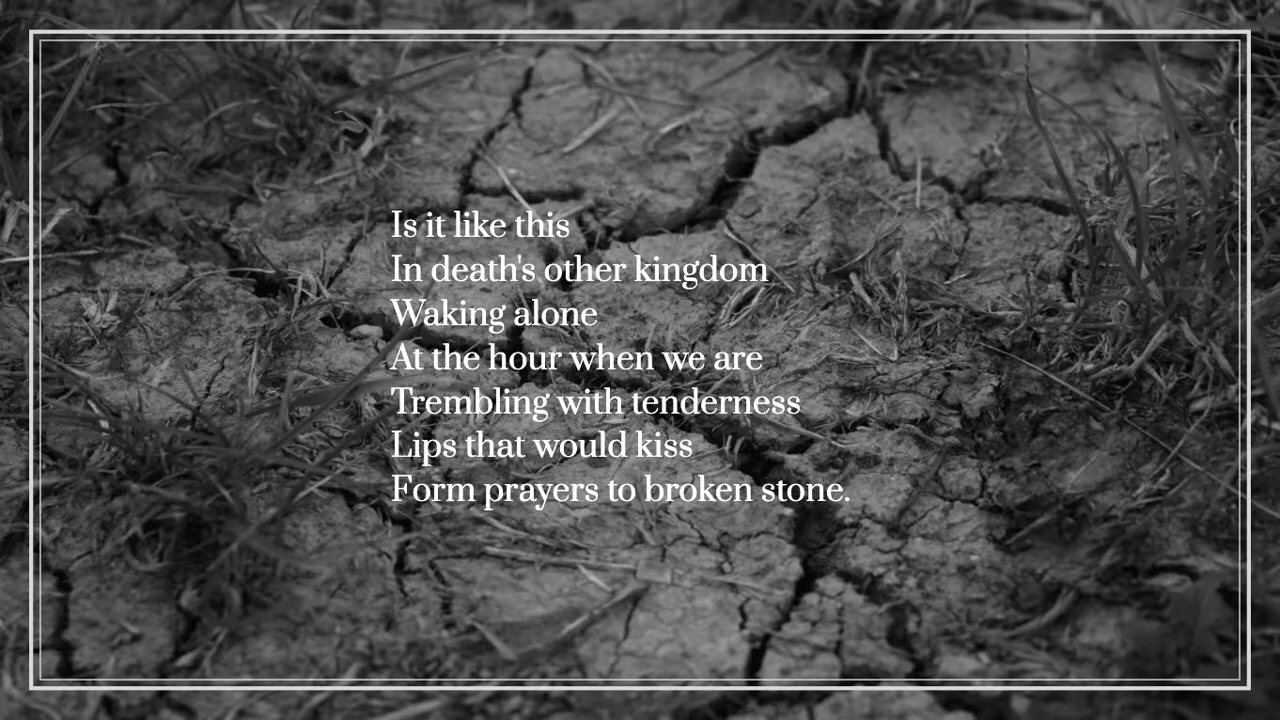 Is it like this
In death's other kingdom
Waking alone
At the hour when we are
Trembling with tenderness
Lips that would kiss
Form prayers to broken stone.